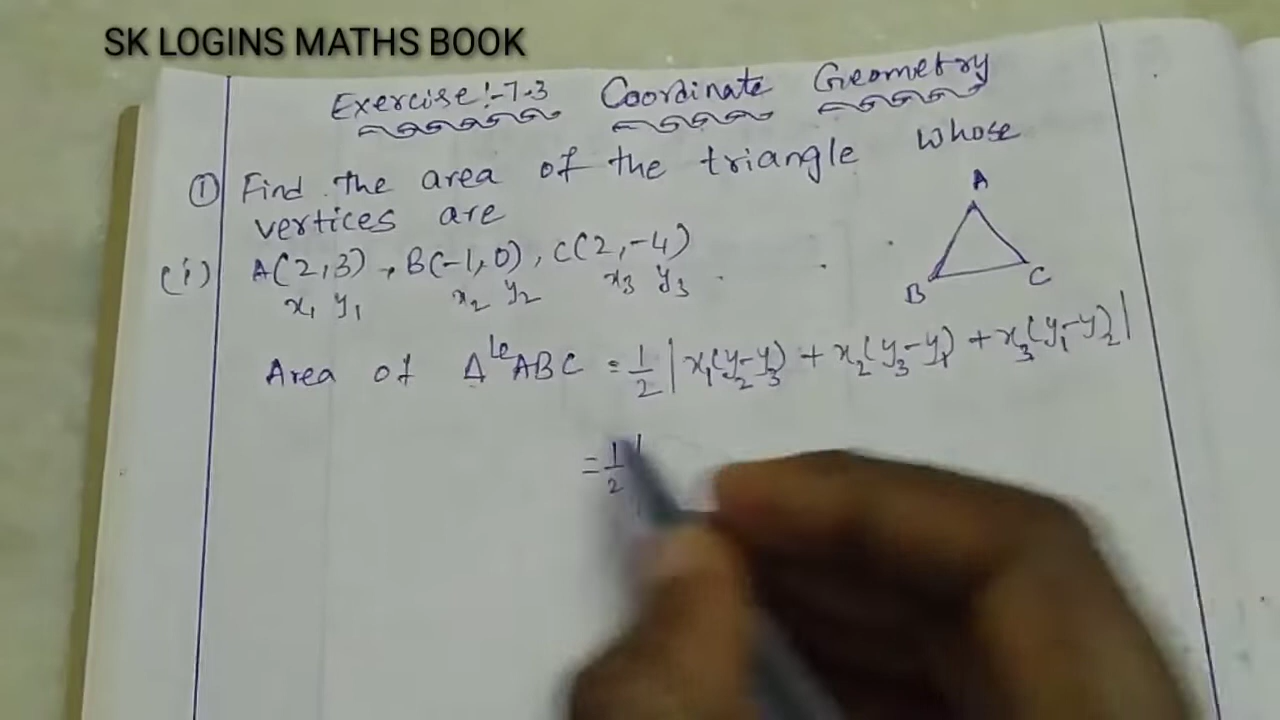 SK LOGINS MATHS BOOK
Exercise:-7.3 Coordinate Geometry
① Find the area of the triangle whose
vertices are
(i) A(2,3), B(-1,0), C(2,-4)
x₁ y₁ x₂ y₂ x₃ y₃
A
B C
Area of Δˡᵉ ABC = 1/2 |x₁(y₂-y₃) + x₂(y₃-y₁) + x₃(y₁-y₂)|
= 1/2 |